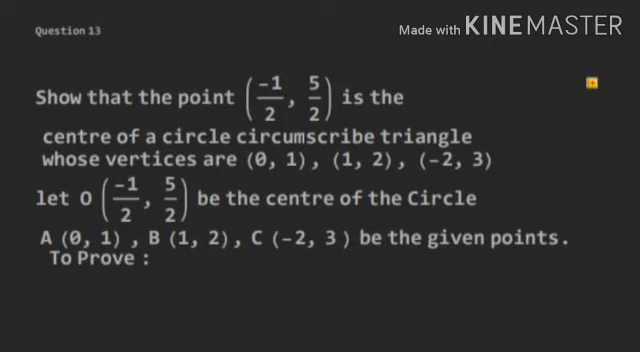 Question 13
Made with KINEMASTER
Show that the point (-1/2, 5/2) is the
centre of a circle circumscribe triangle
whose vertices are (0, 1), (1, 2), (-2, 3)
let O (-1/2, 5/2) be the centre of the Circle
A (0, 1) , B (1, 2), C (-2, 3 ) be the given points.
To Prove :